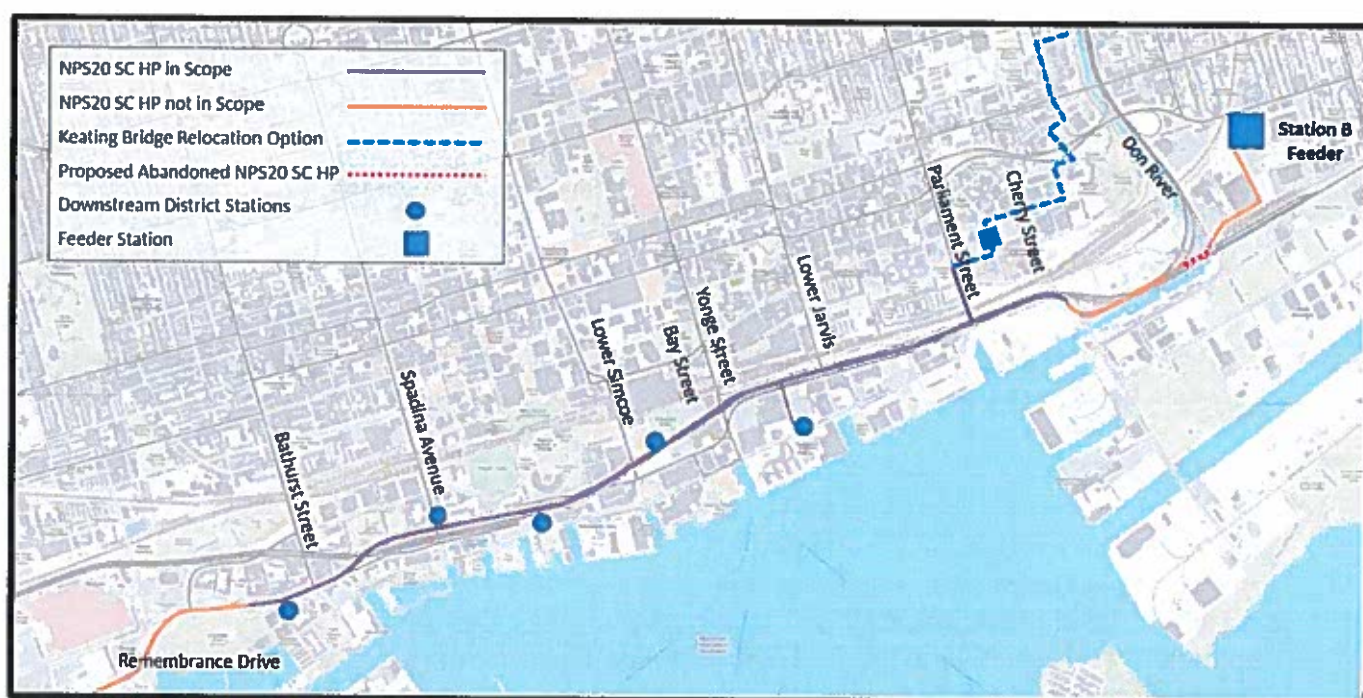 NPS20 SC HP in Scope
NPS20 SC HP not in Scope
Keating Bridge Relocation Option
Proposed Abandoned NPS20 SC HP
Downstream District Stations
Feeder Station
Station B
Feeder
Don River
Cherry Street
Parliament Street
Lower Jarvis
Yonge Street
Bay Street
Lower Simcoe
Spadina Avenue
Bathurst Street
Remembrance Drive